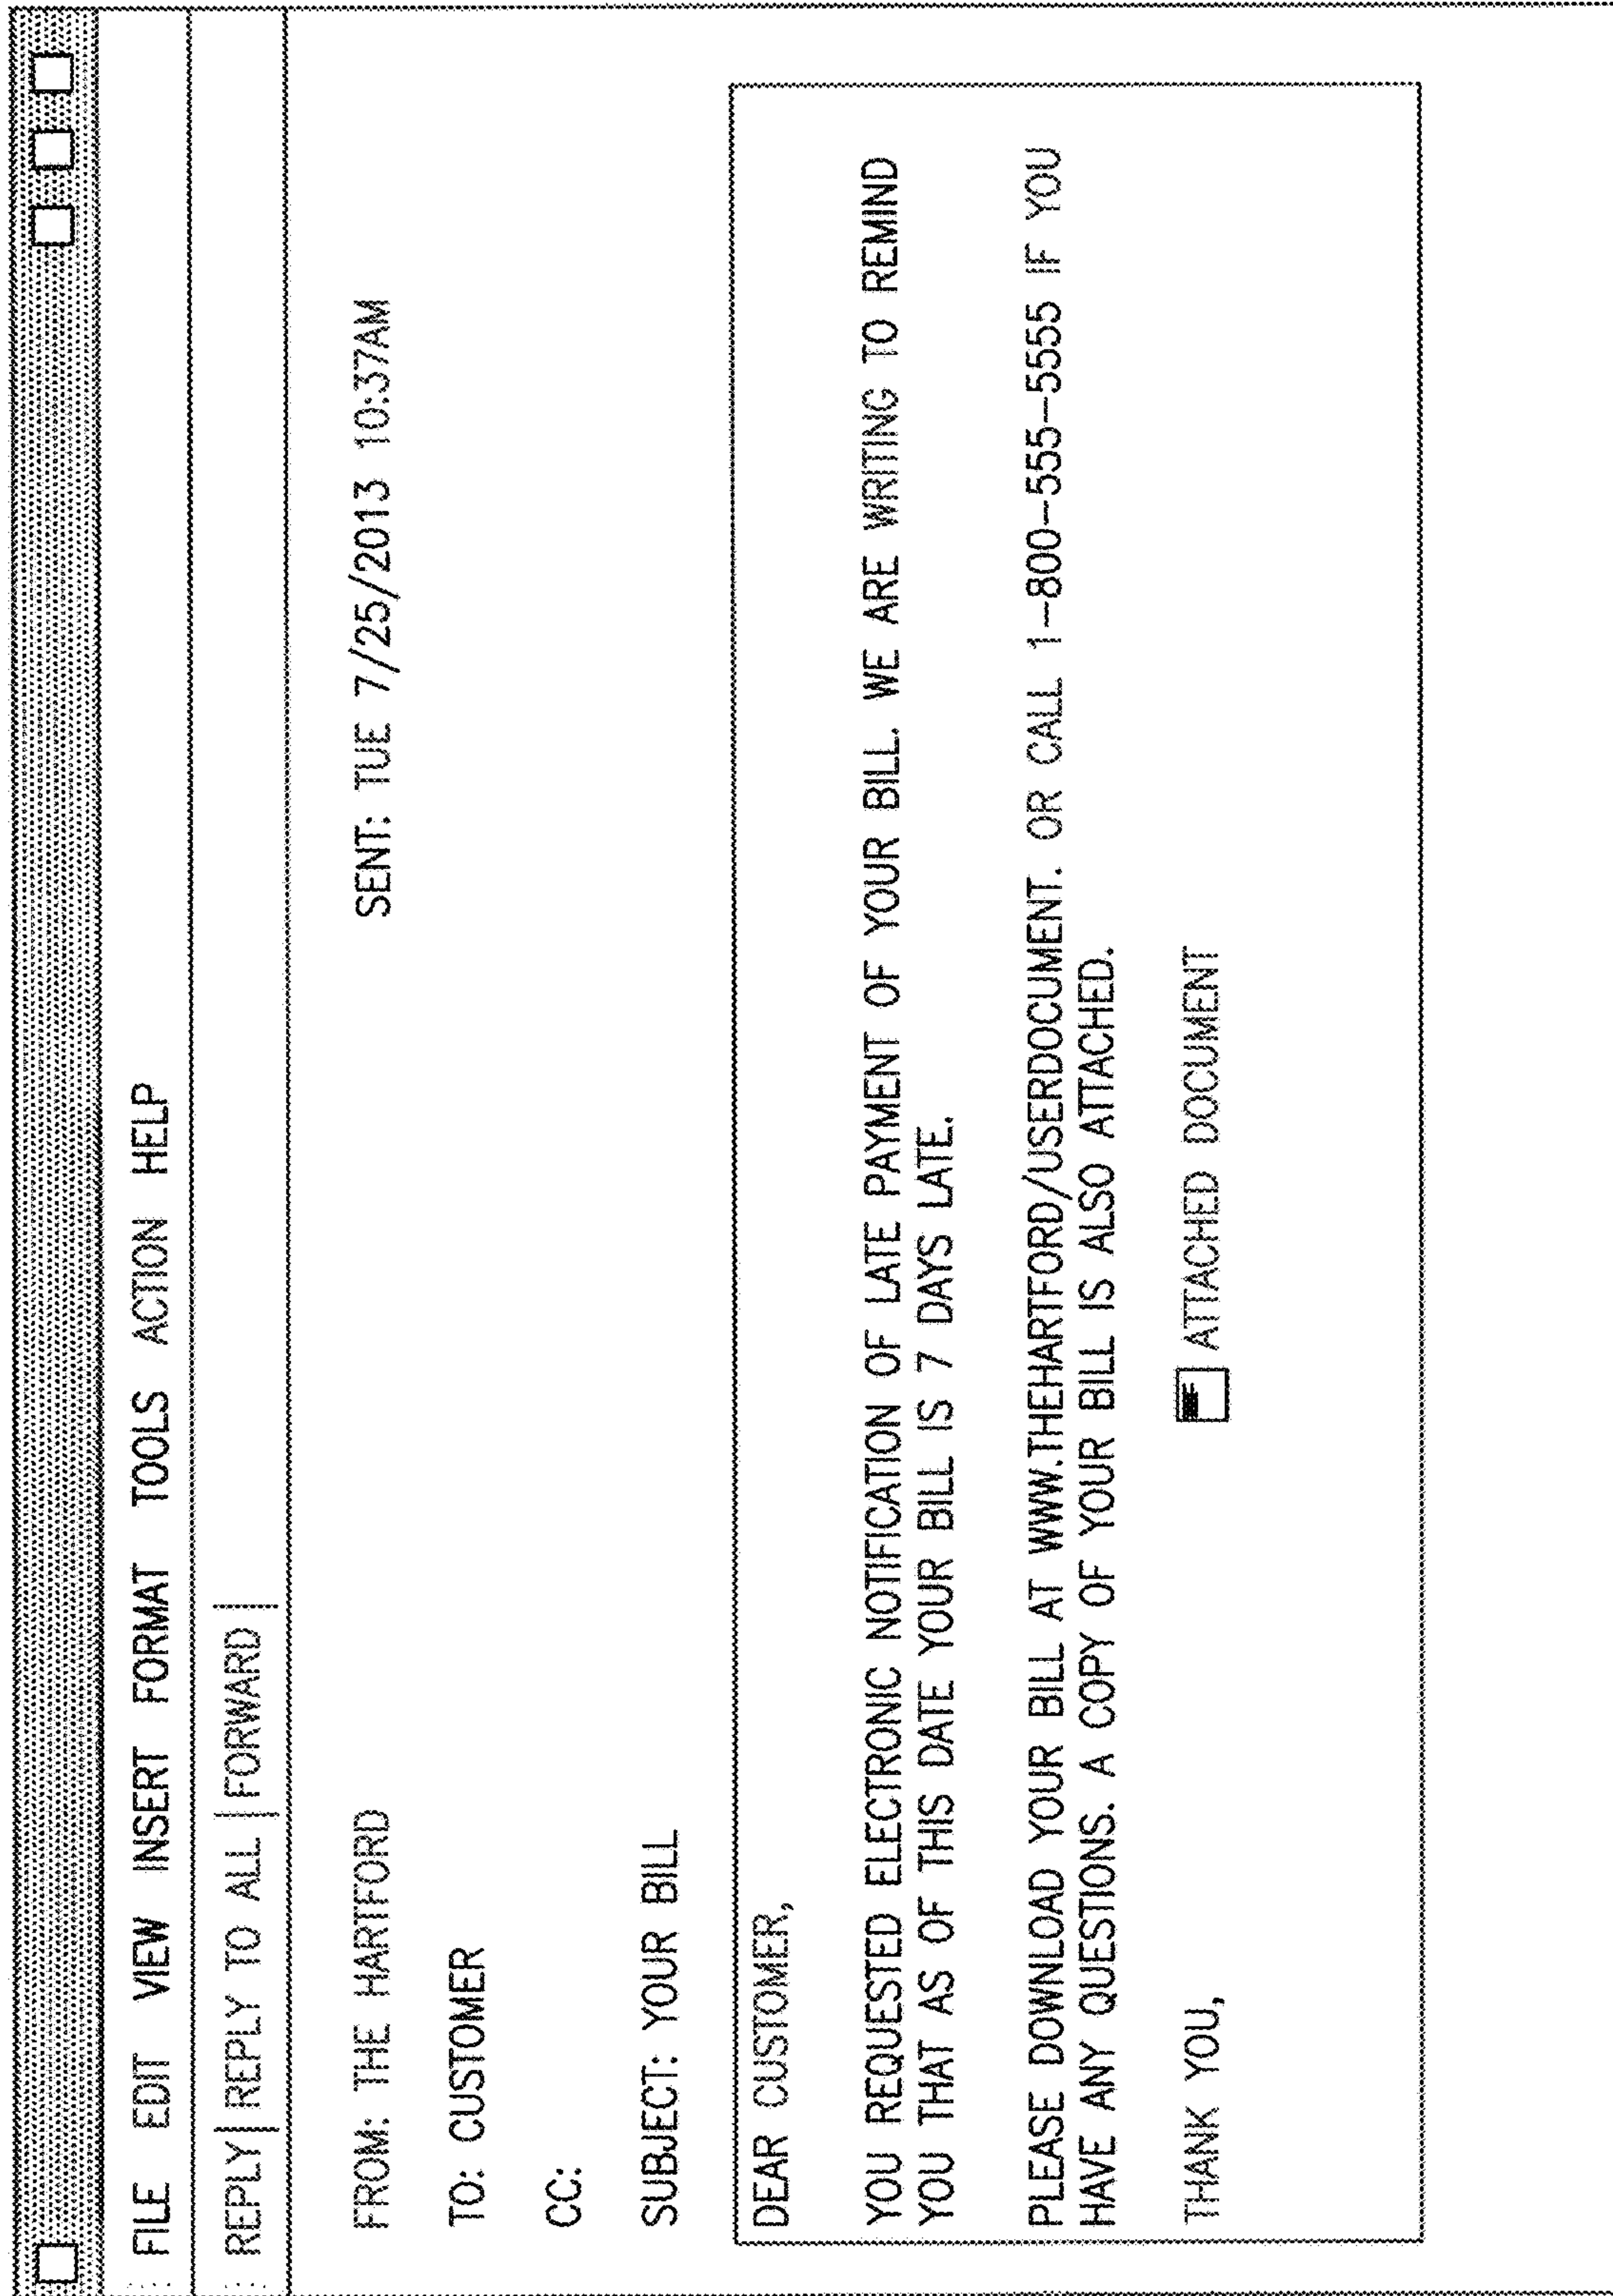 FILE EDIT VIEW INSERT FORMAT TOOLS ACTION HELP
REPLY REPLY TO ALL FORWARD
FROM: THE HARTFORD SENT: TUE 7/25/2013 10:37AM
TO: CUSTOMER
CC:
SUBJECT: YOUR BILL
DEAR CUSTOMER,
YOU REQUESTED ELECTRONIC NOTIFICATION OF LATE PAYMENT OF YOUR BILL. WE ARE WRITING TO REMIND
YOU THAT AS OF THIS DATE YOUR BILL IS 7 DAYS LATE.
PLEASE DOWNLOAD YOUR BILL AT WWW.THEHARTFORD/USERDOCUMENT. OR CALL 1-800-555-5555 IF YOU
HAVE ANY QUESTIONS. A COPY OF YOUR BILL IS ALSO ATTACHED.
THANK YOU, ATTACHED DOCUMENT